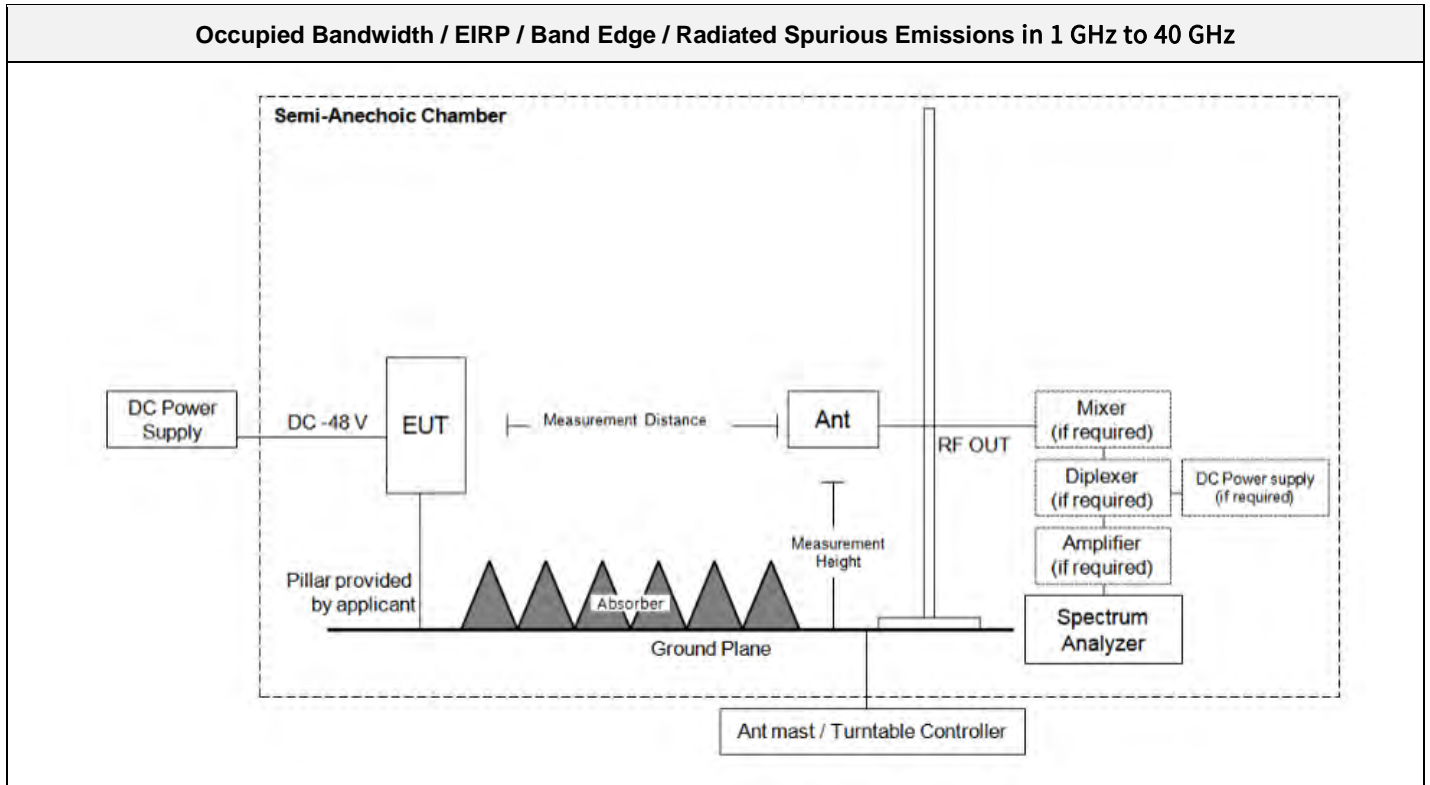 Occupied Bandwidth / EIRP / Band Edge / Radiated Spurious Emissions in 1 GHz to 40 GHz
Semi-Anechoic Chamber
DC Power
Supply
DC -48 V
EUT
Measurement Distance
Ant
RF OUT
Mixer
(if required)
Diplexer
(if required)
DC Power supply
(if required)
Amplifier
(if required)
Spectrum
Analyzer
Measurement
Height
Pillar provided
by applicant
Absorber
Ground Plane
Ant mast / Turntable Controller